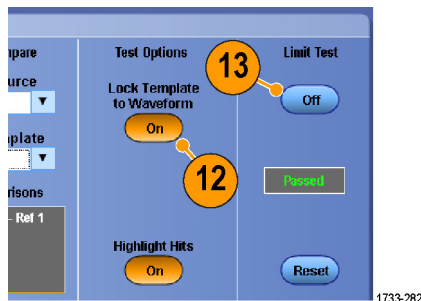 npare
Test Options
Limit Test
13
urce
Lock Template
to Waveform
Off
On
nplate
12
Passed
risons
- Ref 1
Highlight Hits
On
Reset
1733-282